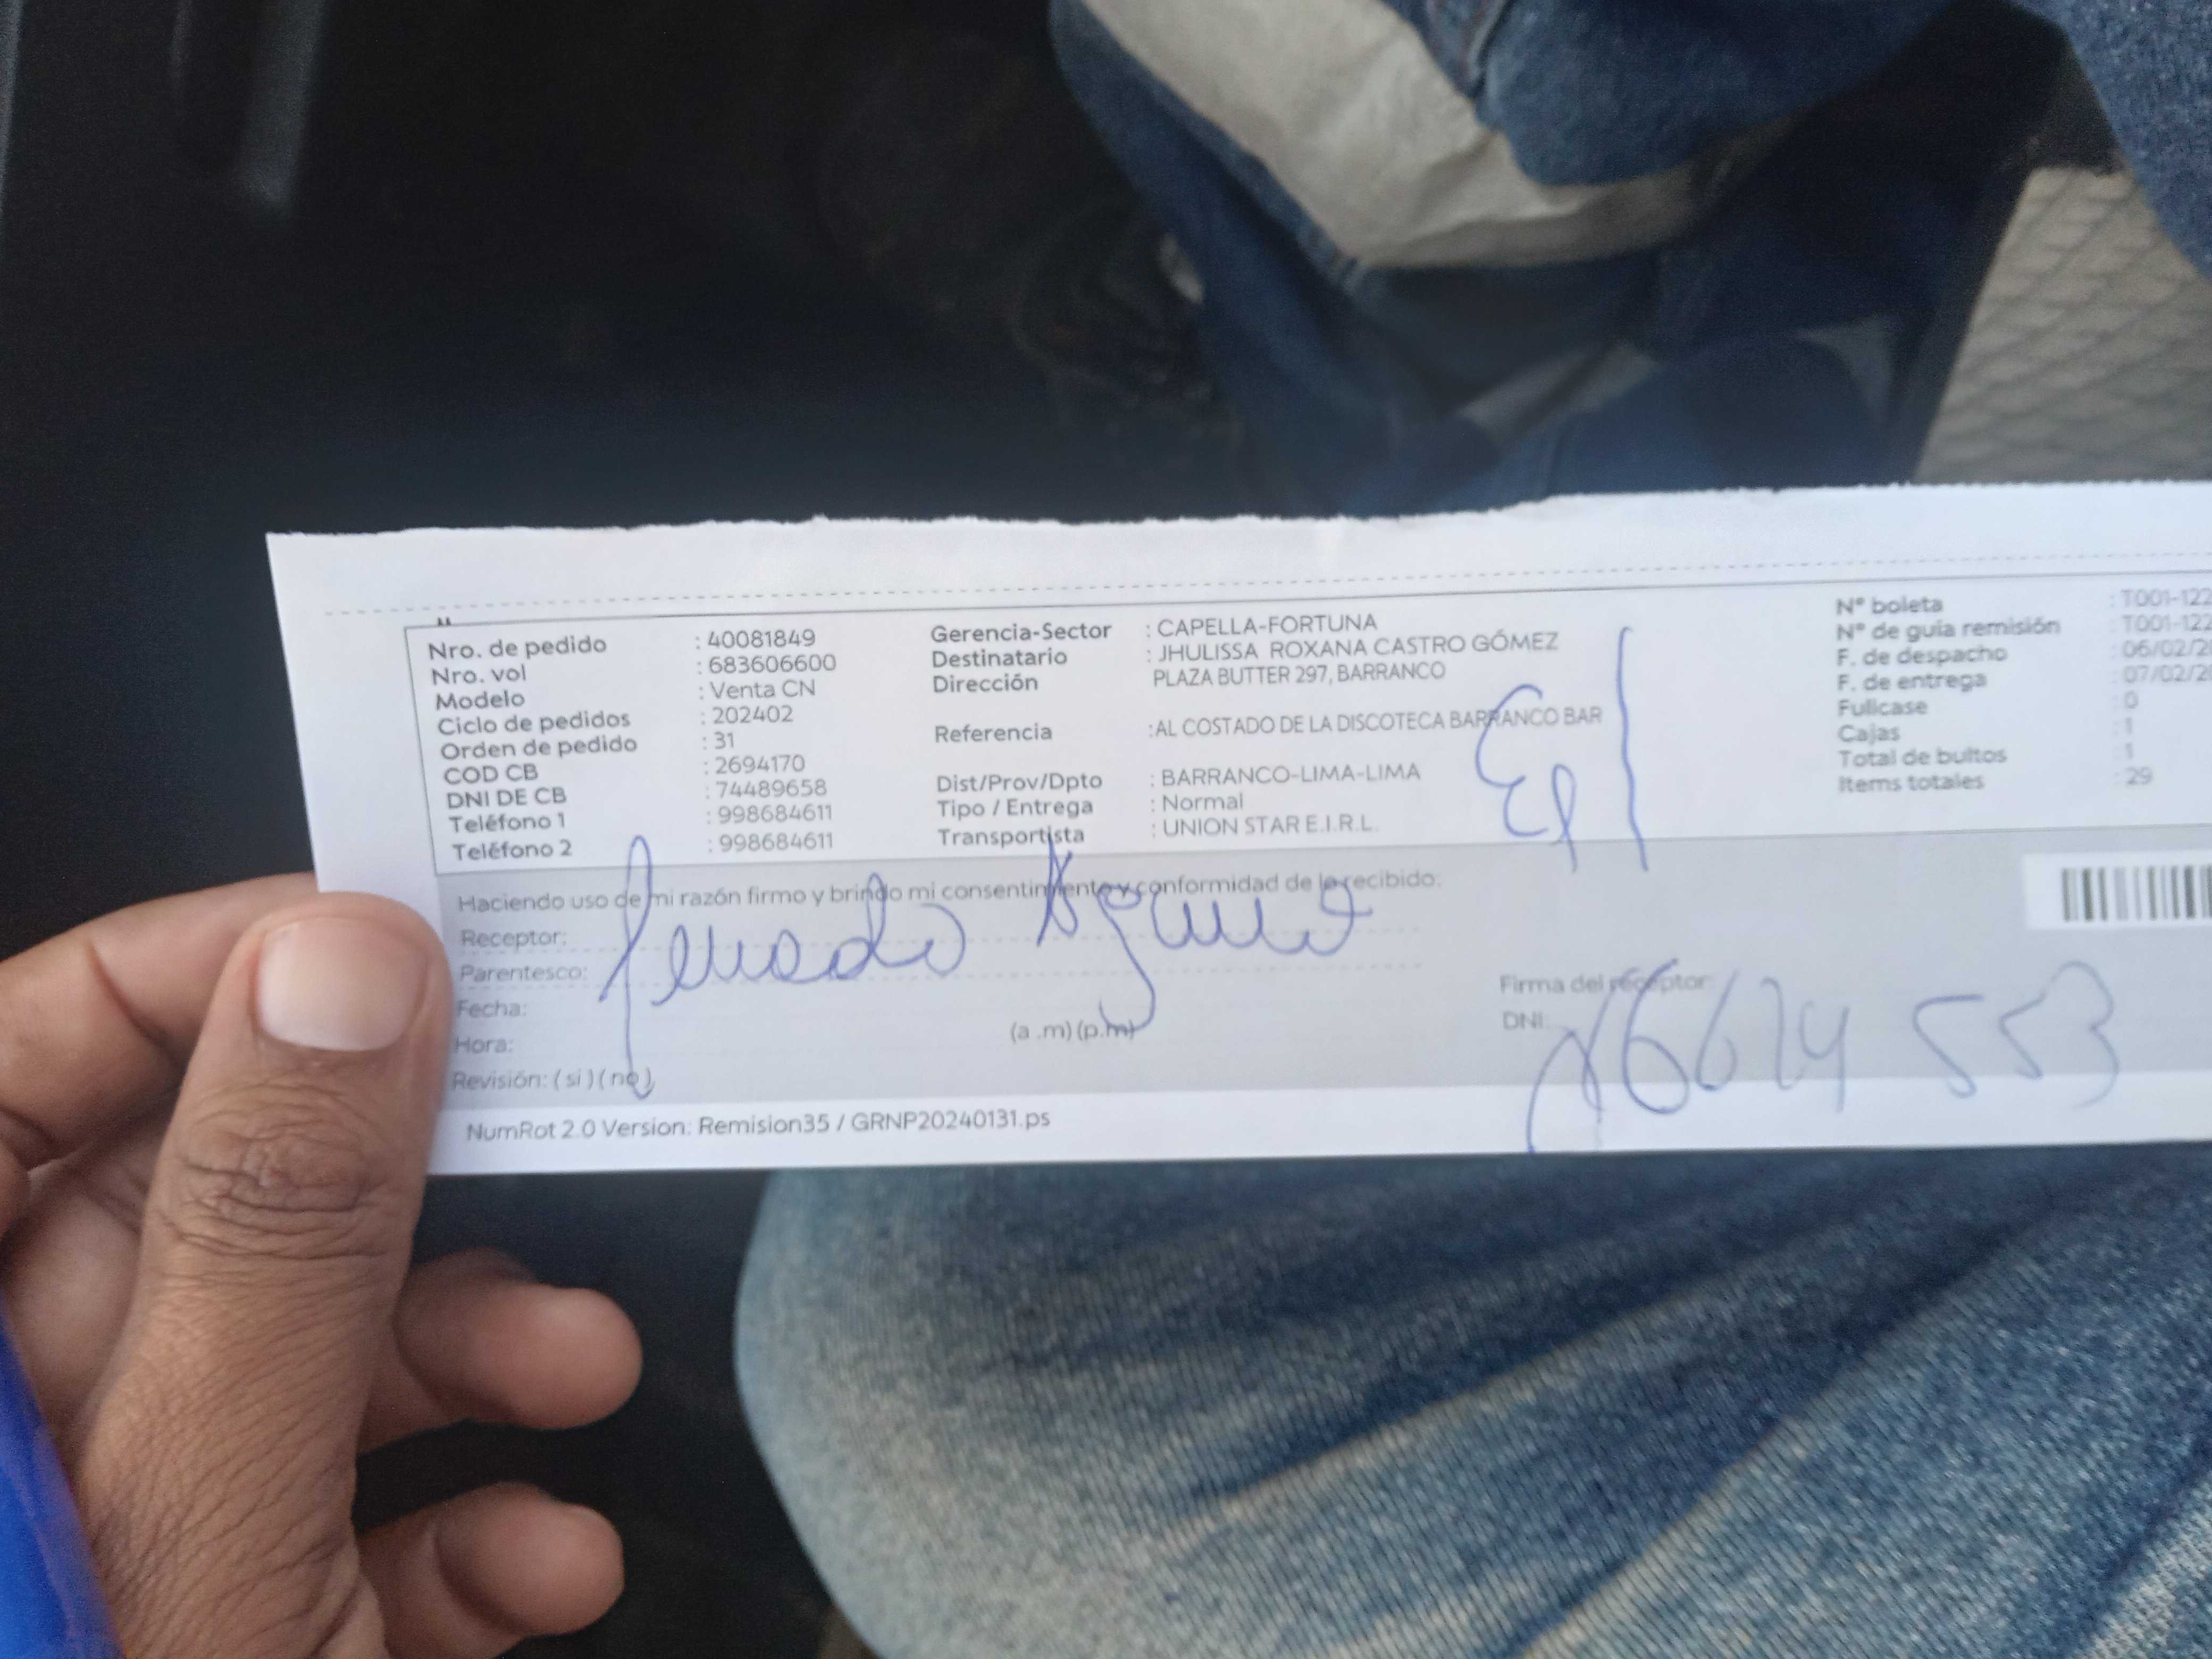 Nro. de pedido : 40081849
Nro. vol : 683606600
Modelo : Venta CN
Ciclo de pedidos : 202402
Orden de pedido : 31
COD CB : 2694170
DNI DE CB : 74489658
Teléfono 1 : 998684611
Teléfono 2 : 998684611
Gerencia-Sector : CAPELLA-FORTUNA
Destinatario : JHULISSA ROXANA CASTRO GÓMEZ
Dirección PLAZA BUTTER 297, BARRANCO
Referencia :AL COSTADO DE LA DISCOTECA BARRANCO BAR
Dist/Prov/Dpto : BARRANCO-LIMA-LIMA
Tipo / Entrega : Normal
Transportista : UNION STAR E.I.R.L.
N° boleta : T001-122
N° de guía remisión : T001-122
F. de despacho : 06/02/2
F. de entrega : 07/02/2
Fullcase : 0
Cajas : 1
Total de bultos : 1
Items totales : 29
Haciendo uso de mi razón firmo y brindo mi consentimiento y conformidad de lo recibido.
Receptor:
Parentesco:
Fecha:
Hora: (a .m) (p.m)
Revisión: ( si ) ( no )
Firma del receptor:
DNI:
NumRot 2.0 Version: Remision35 / GRNP20240131.ps